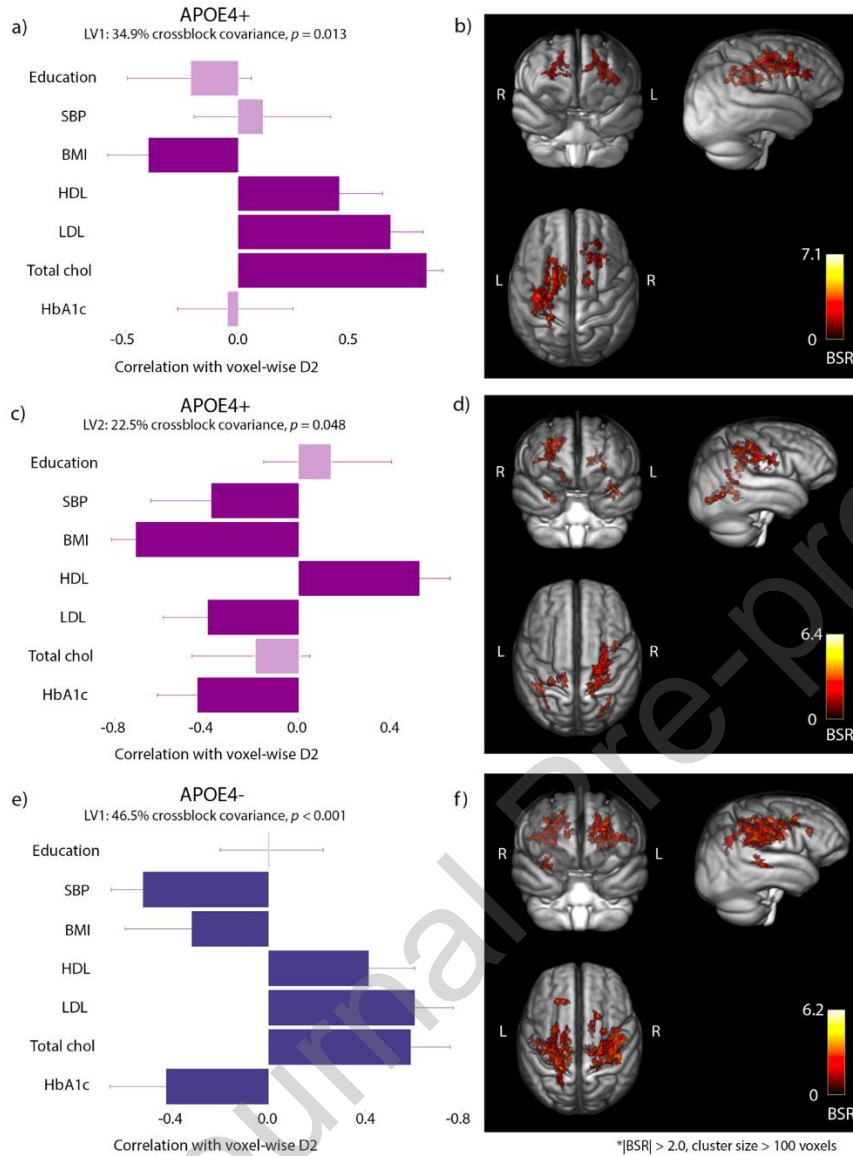 a)
APOE4+
LV1: 34.9% crossblock covariance, p = 0.013
Education
SBP
BMI
HDL
LDL
Total chol
HbA1c
-0.5 0.0 0.5
Correlation with voxel-wise D2
b)
R L
L R
7.1
0
BSR
c)
APOE4+
LV2: 22.5% crossblock covariance, p = 0.048
Education
SBP
BMI
HDL
LDL
Total chol
HbA1c
-0.8 -0.4 0.0 0.4
Correlation with voxel-wise D2
d)
R L
L R
6.4
0
BSR
e)
APOE4-
LV1: 46.5% crossblock covariance, p < 0.001
Education
SBP
BMI
HDL
LDL
Total chol
HbA1c
-0.4 0.0 0.4 -0.8
Correlation with voxel-wise D2
f)
R L
L R
6.2
0
BSR
*|BSR| > 2.0, cluster size > 100 voxels
Journal Pre-pre